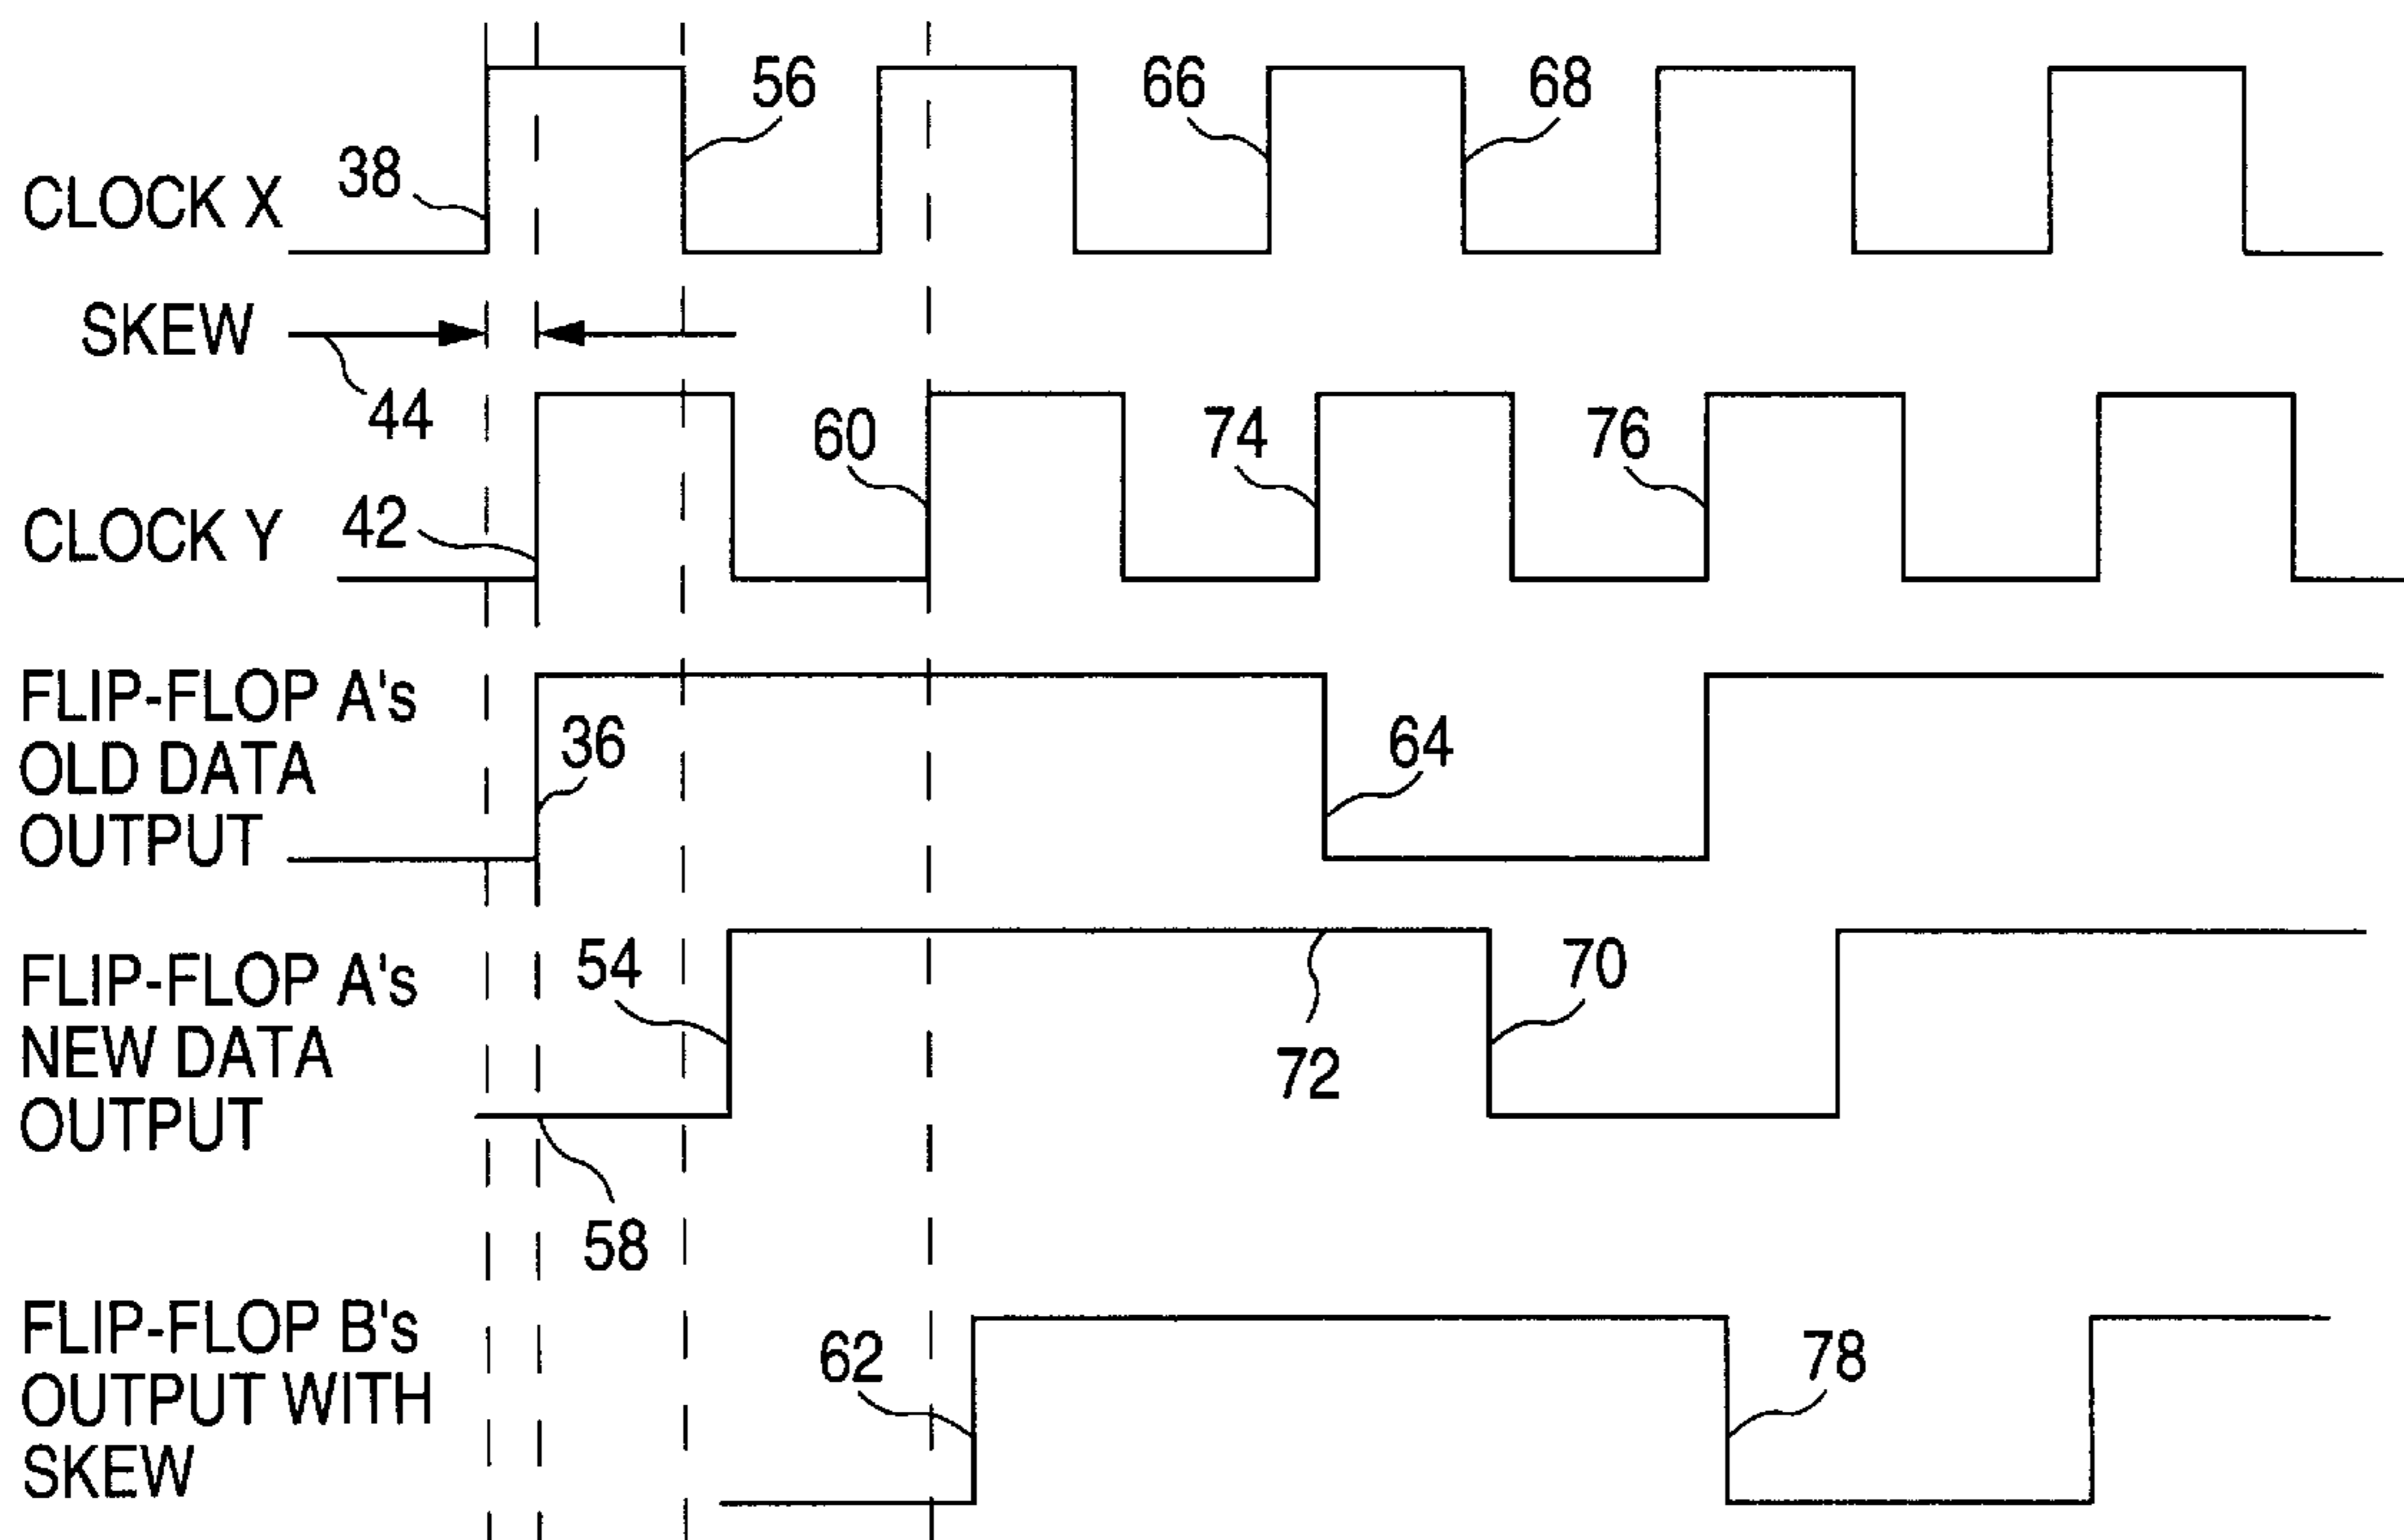 56
66
68
38
CLOCK X
SKEW
44
60
74
76
42
CLOCK Y
FLIP-FLOP A's
OLD DATA
OUTPUT
36
64
FLIP-FLOP A's
NEW DATA
OUTPUT
54
70
72
58
FLIP-FLOP B's
OUTPUT WITH
SKEW
62
78